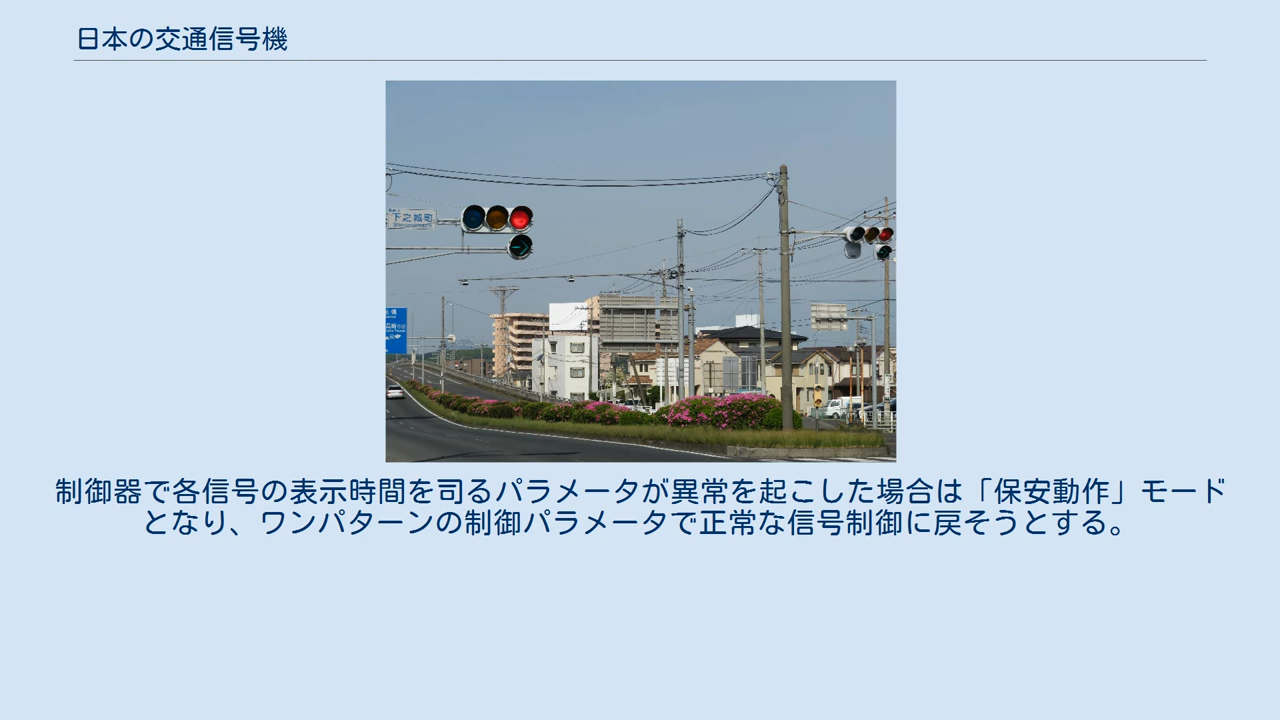 日本の交通信号機
下之城町
制御器で各信号の表示時間を司るパラメータが異常を起こした場合は「保安動作」モード
となり、ワンパターンの制御パラメータで正常な信号制御に戻そうとする。